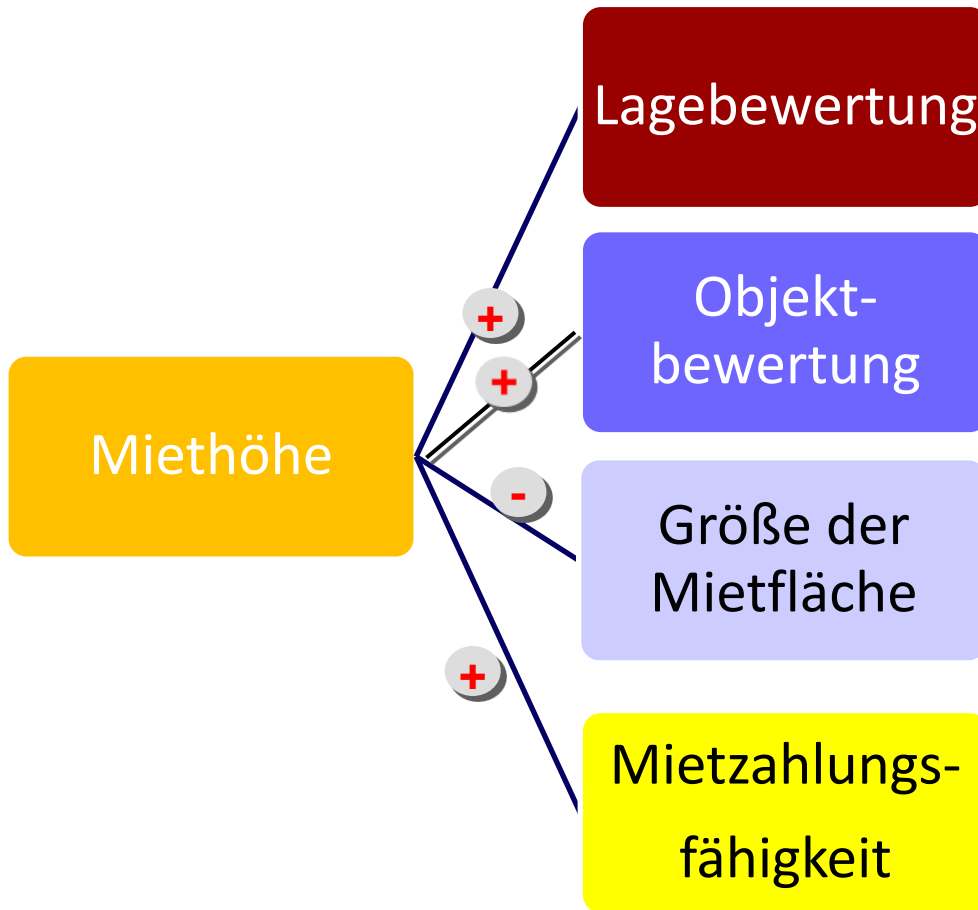 Lagebewertung
Objekt-
bewertung
+
+
Miethöhe
-
Größe der
Mietfläche
+
Mietzahlungs-
fähigkeit